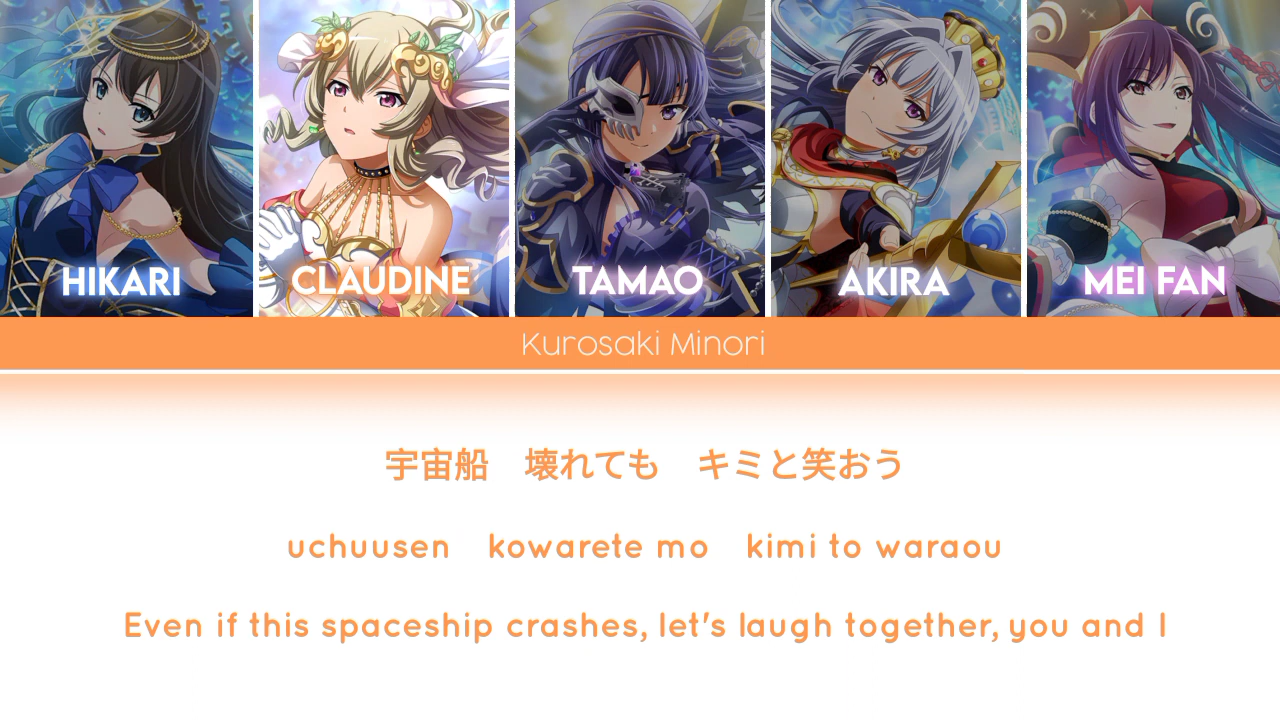 HIKARI
CLAUDINE
TAMAO
AKIRA
MEI FAN
Kurosaki Minori
宇宙船　壊れても　キミと笑おう
uchuusen　kowarete mo　kimi to waraou
Even if this spaceship crashes, let's laugh together, you and I